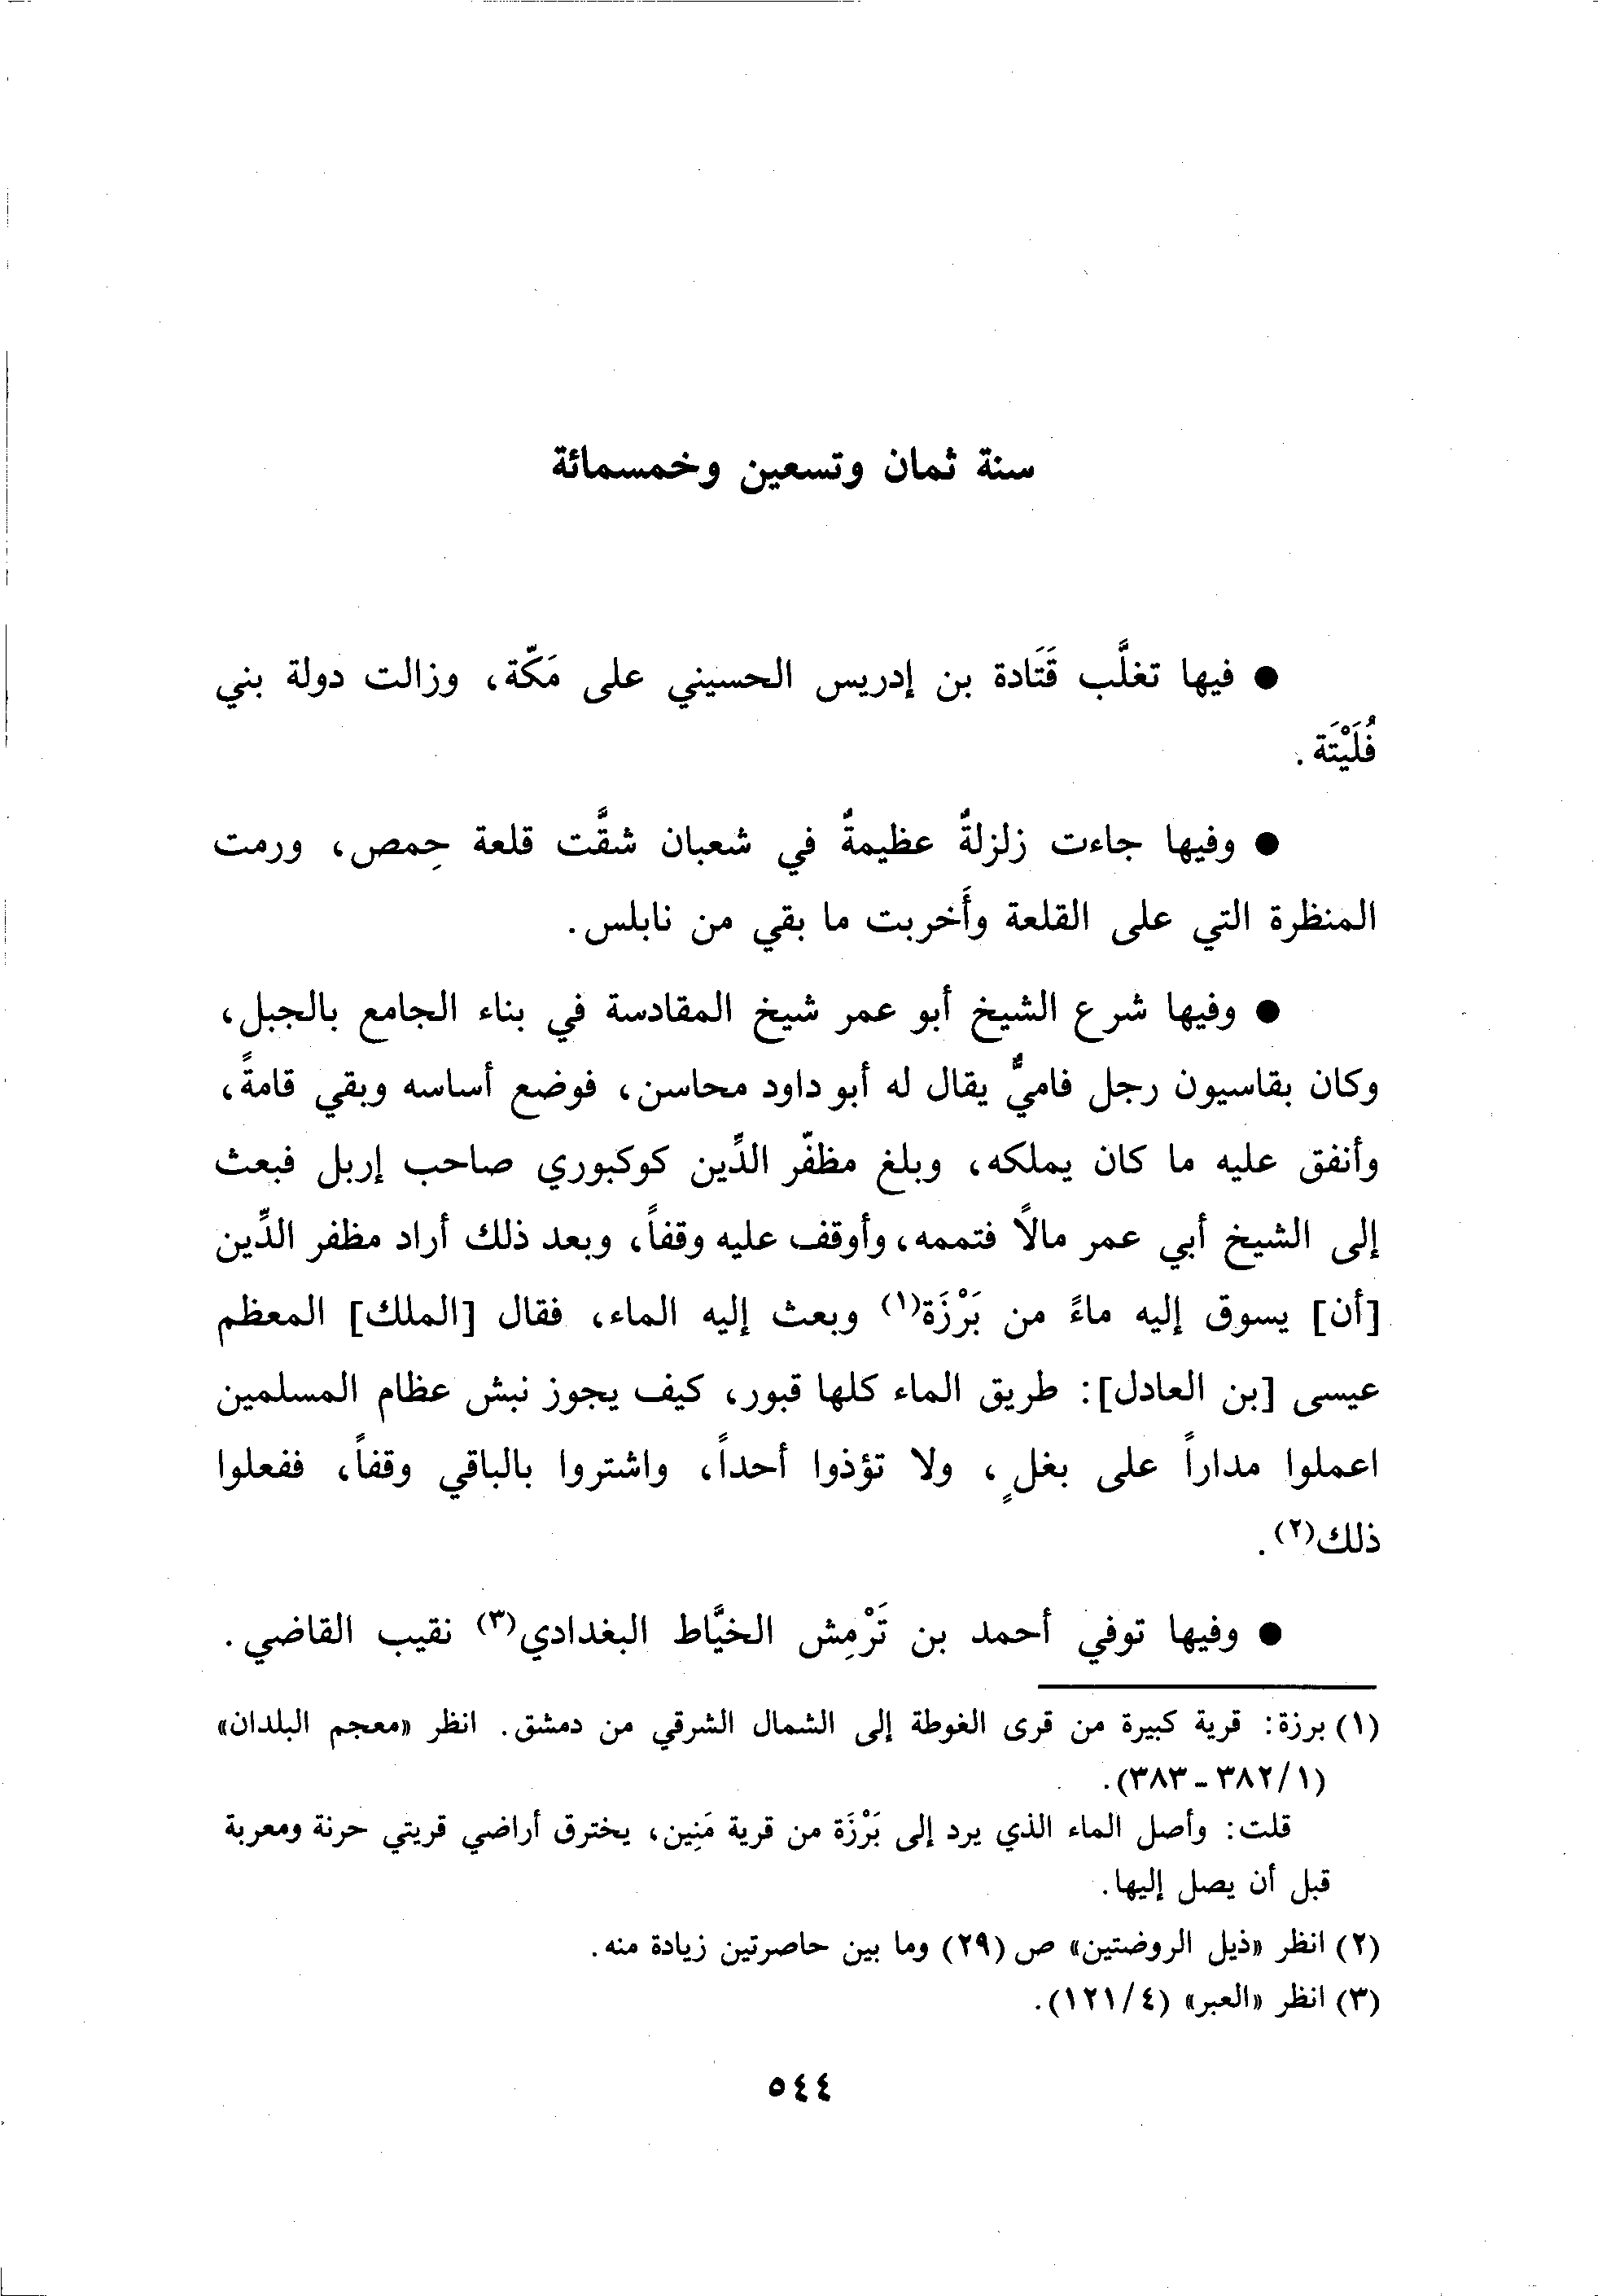 سنة ثمان وتسعين وخمسمائة
● فيها تغلَّب قَتَادة بن إدريس الحسيني على مَكّة، وزالت دولة بني
فُلَيْتَة.
● وفيها جاءت زلزلةٌ عظيمةٌ في شعبان شقَّت قلعة حِمص، ورمت
المنظرة التي على القلعة وأَخربت ما بقي من نابلس.
● وفيها شرع الشيخ أبو عمر شيخ المقادسة في بناء الجامع بالجبل،
وكان بقاسيون رجل فاميٌّ يقال له أبو داود محاسن، فوضع أساسه وبقي قامةً،
وأنفق عليه ما كان يملكه، وبلغ مظفّر الدِّين كوكبوري صاحب إربل فبعث
إلى الشيخ أبي عمر مالًا فتممه، وأوقف عليه وقفاً، وبعد ذلك أراد مظفر الدِّين
[أن] يسوق إليه ماءً من بَرْزَة(١) وبعث إليه الماء، فقال [الملك] المعظم
عيسى [بن العادل]: طريق الماء كلها قبور، كيف يجوز نبش عظام المسلمين
اعملوا مداراً على بغلٍ، ولا تؤذوا أحداً، واشتروا بالباقي وقفاً، ففعلوا
ذلك(٢).
● وفيها توفي أحمد بن تَرْمِش الخيَّاط البغدادي(٣) نقيب القاضي.
(١) برزة: قرية كبيرة من قرى الغوطة إلى الشمال الشرقي من دمشق. انظر «معجم البلدان»
(١/٣٨٢ - ٣٨٣).
قلت: وأصل الماء الذي يرد إلى بَرْزَة من قرية مَنِين، يخترق أراضي قريتي حرنة ومعربة
قبل أن يصل إليها.
(٢) انظر «ذيل الروضتين» ص (٢٩) وما بين حاصرتين زيادة منه.
(٣) انظر «العبر» (٤/١٢١).
٥٤٤